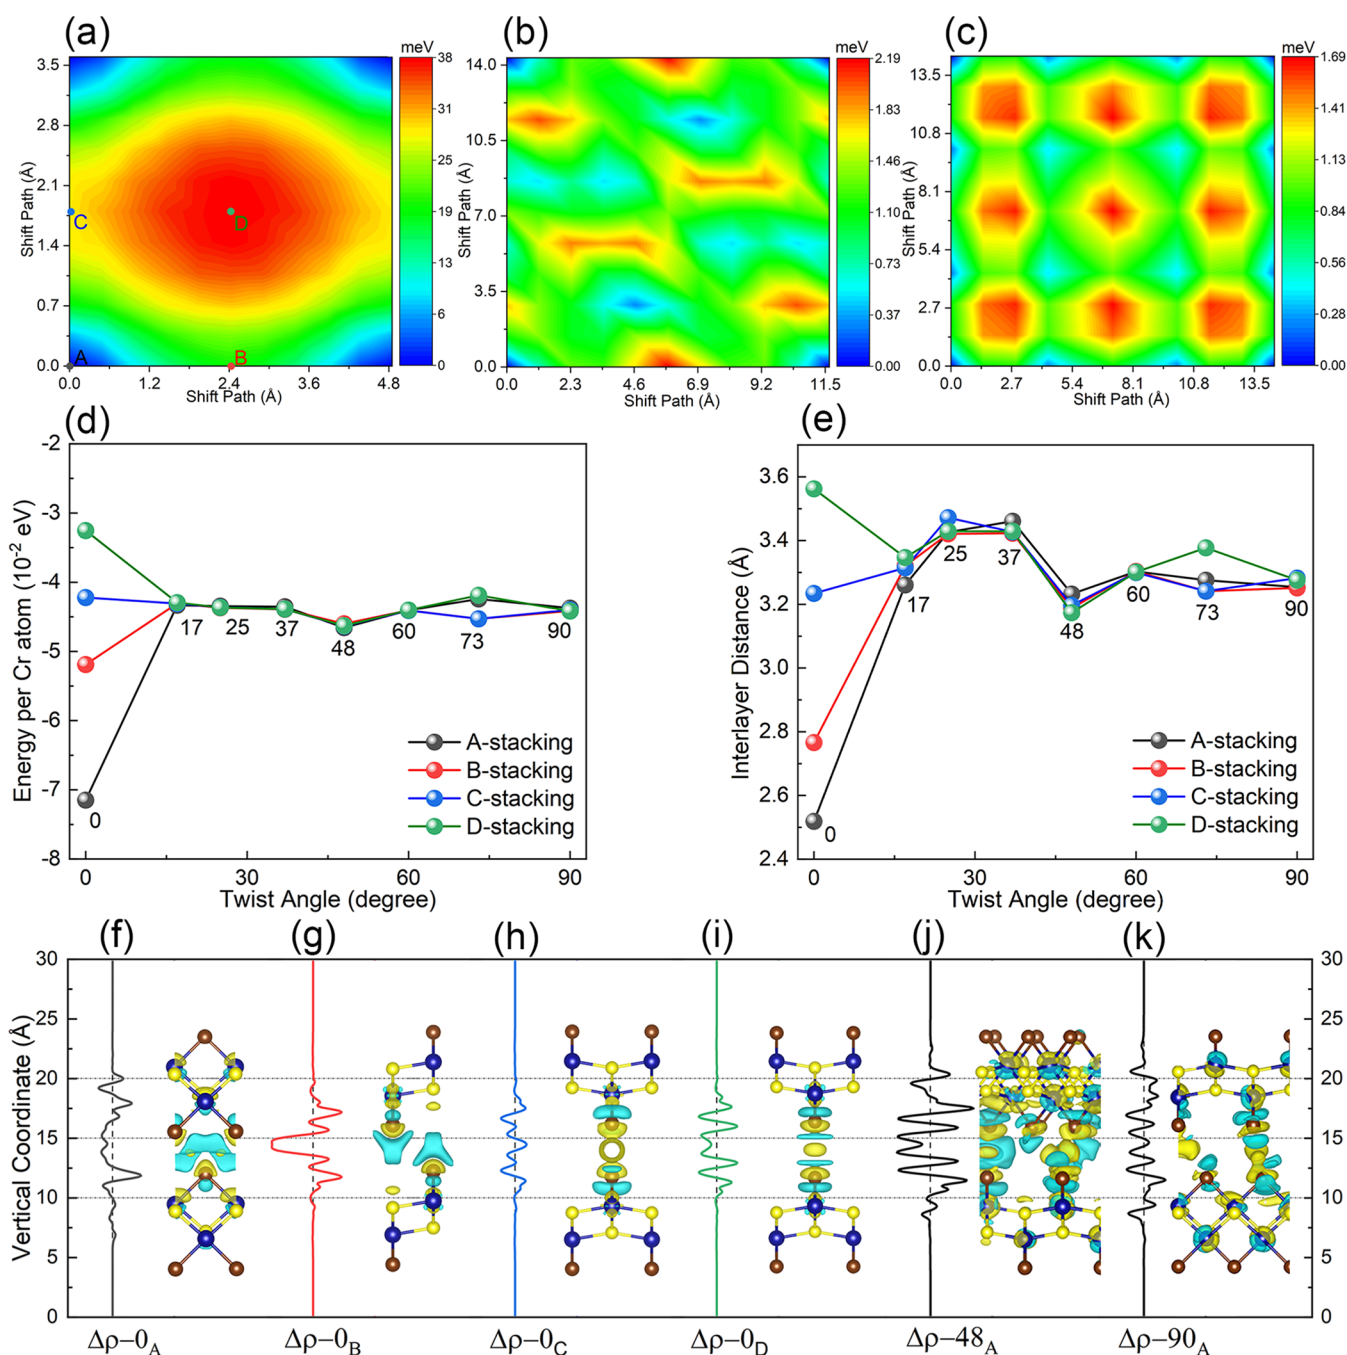 (a)
meV
3.5
2.8
2.1
1.4
0.7
0.0
Shift Path (Å)
C
D
A
B
0.0 1.2 2.4 3.6 4.8
Shift Path (Å)
38
31
25
19
13
6
0
(b)
meV
14.0
10.5
7.0
3.5
0.0
Shift Path (Å)
0.0 2.3 4.6 6.9 9.2 11.5
Shift Path (Å)
2.19
1.83
1.46
1.10
0.73
0.37
0.00
(c)
meV
13.5
10.8
8.1
5.4
2.7
0.0
Shift Path (Å)
0.0 2.7 5.4 8.1 10.8 13.5
Shift Path (Å)
1.69
1.41
1.13
0.84
0.56
0.28
0.00
(d)
-2
-3
-4
-5
-6
-7
-8
Energy per Cr atom (10⁻² eV)
17 25 37 48 60 73 90
0
A-stacking
B-stacking
C-stacking
D-stacking
0 30 60 90
Twist Angle (degree)
(e)
3.6
3.4
3.2
3.0
2.8
2.6
2.4
Interlayer Distance (Å)
17 25 37 48 60 73 90
0
A-stacking
B-stacking
C-stacking
D-stacking
0 30 60 90
Twist Angle (degree)
(f) (g) (h) (i) (j) (k)
30 30
25 25
20 20
15 15
10 10
5 5
0 0
Vertical Coordinate (Å)
Δρ−0_A Δρ−0_B Δρ−0_C Δρ−0_D Δρ−48_A Δρ−90_A